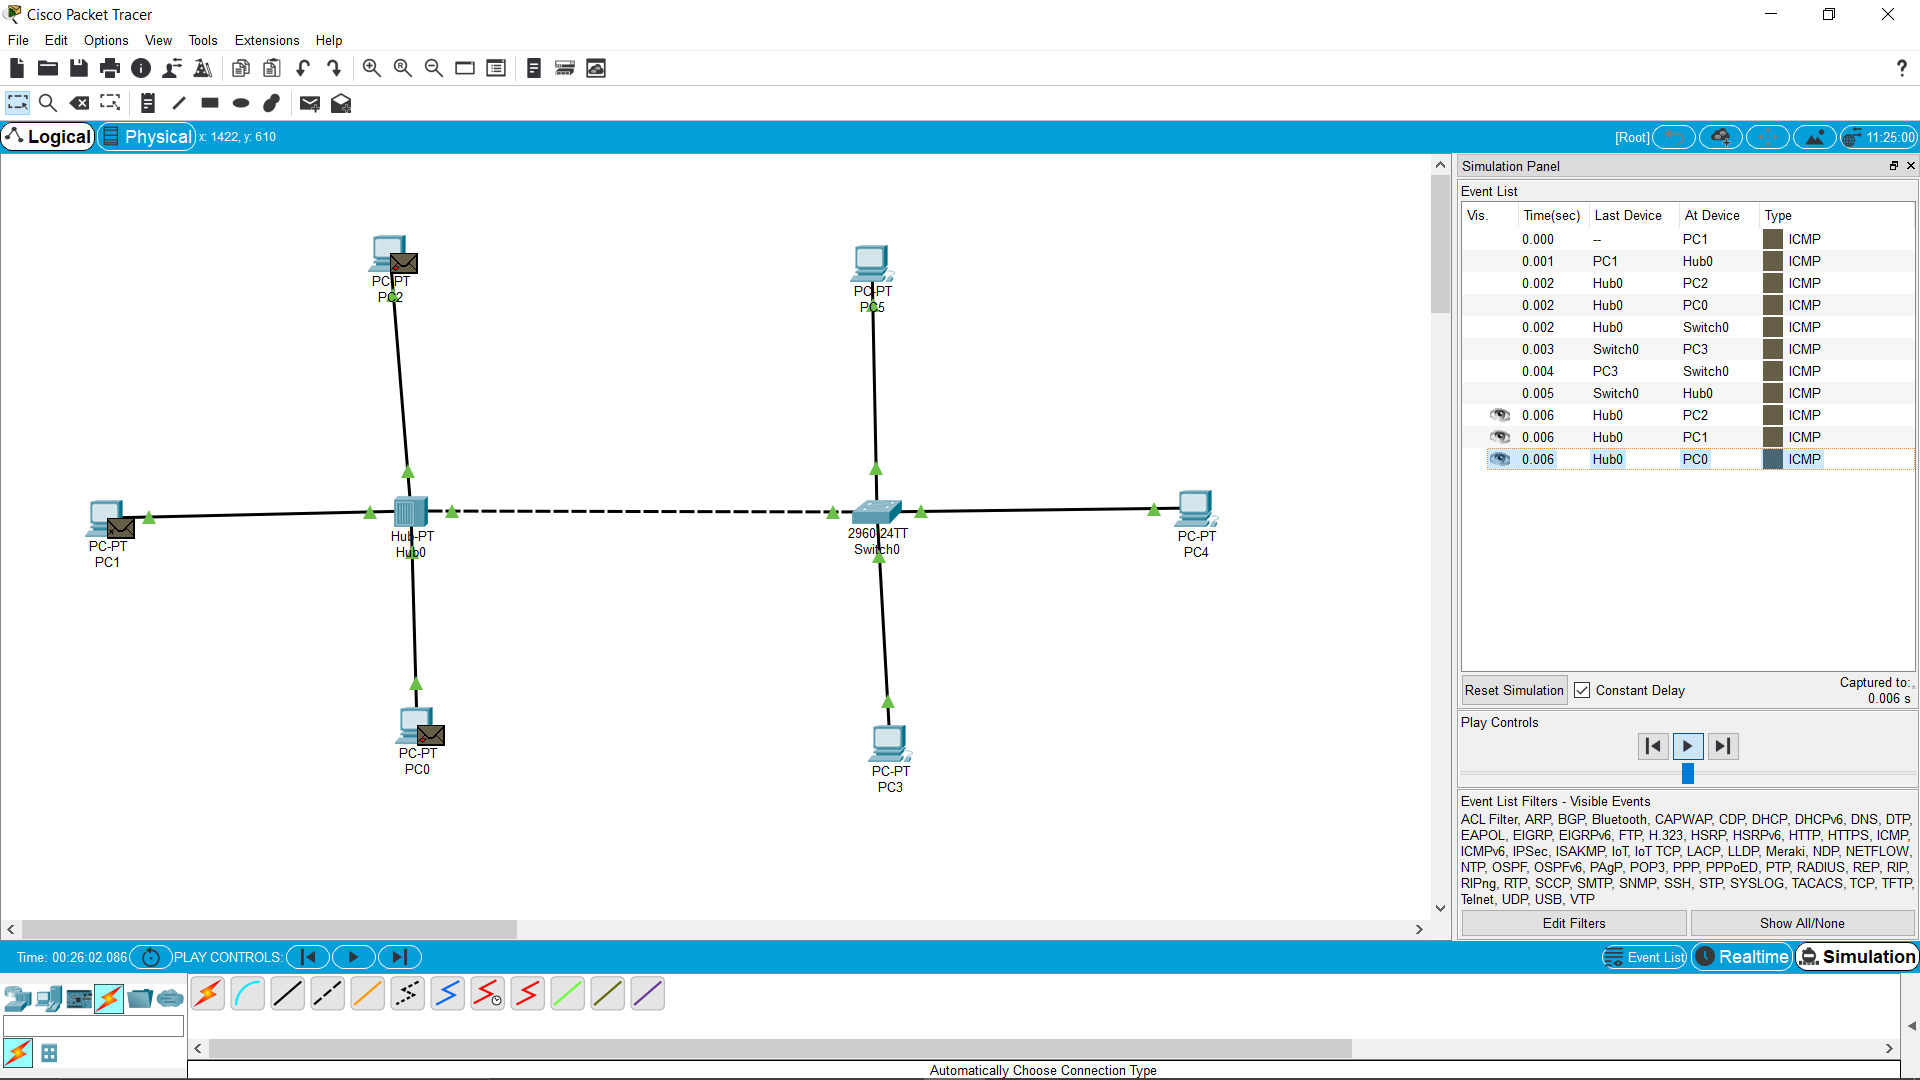 Cisco Packet Tracer
File Edit Options View Tools Extensions Help
?
Logical Physical x: 1422, y: 610 [Root] 11:25:00
PC-PT
PC2
PC-PT
PC5
PC-PT
PC1
Hub-PT
Hub0
2960-24TT
Switch0
PC-PT
PC4
PC-PT
PC0
PC-PT
PC3
Simulation Panel
Event List
Vis. Time(sec) Last Device At Device Type
0.000 -- PC1 ICMP
0.001 PC1 Hub0 ICMP
0.002 Hub0 PC2 ICMP
0.002 Hub0 PC0 ICMP
0.002 Hub0 Switch0 ICMP
0.003 Switch0 PC3 ICMP
0.004 PC3 Switch0 ICMP
0.005 Switch0 Hub0 ICMP
0.006 Hub0 PC2 ICMP
0.006 Hub0 PC1 ICMP
0.006 Hub0 PC0 ICMP
Reset Simulation Constant Delay Captured to:
0.006 s
Play Controls
Event List Filters - Visible Events
ACL Filter, ARP, BGP, Bluetooth, CAPWAP, CDP, DHCP, DHCPv6, DNS, DTP,
EAPOL, EIGRP, EIGRPv6, FTP, H.323, HSRP, HSRPv6, HTTP, HTTPS, ICMP,
ICMPv6, IPSec, ISAKMP, IoT, IoT TCP, LACP, LLDP, Meraki, NDP, NETFLOW,
NTP, OSPF, OSPFv6, PAgP, POP3, PPP, PPPoED, PTP, RADIUS, REP, RIP,
RIPng, RTP, SCCP, SMTP, SNMP, SSH, STP, SYSLOG, TACACS, TCP, TFTP,
Telnet, UDP, USB, VTP
Edit Filters Show All/None
Time: 00:26:02.086 PLAY CONTROLS: Event List Realtime Simulation
Automatically Choose Connection Type